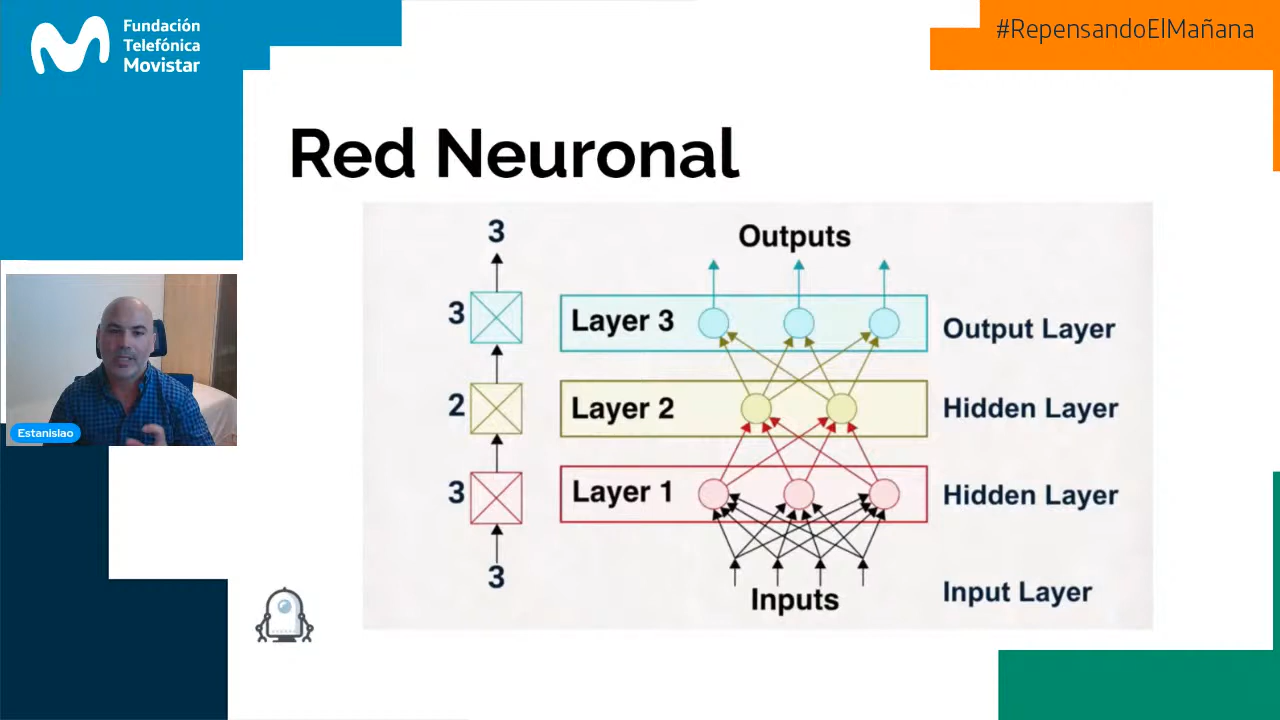 Fundación
Telefónica
Movistar
#RepensandoElMañana
Red Neuronal
3
Outputs
3
Layer 3
Output Layer
2
Layer 2
Hidden Layer
3
Layer 1
Hidden Layer
3
Inputs
Input Layer
Estanislao